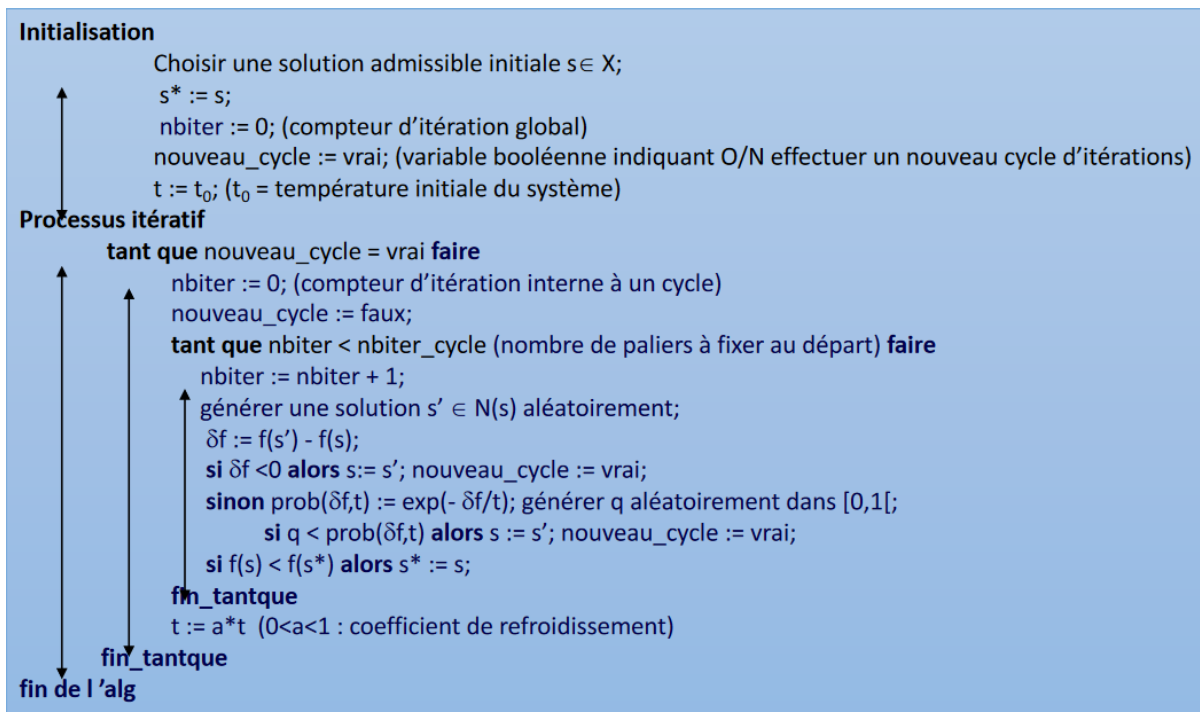 Initialisation
Choisir une solution admissible initiale s∈ X;
s* := s;
nbiter := 0; (compteur d'itération global)
nouveau_cycle := vrai; (variable booléenne indiquant O/N effectuer un nouveau cycle d'itérations)
t := t₀; (t₀ = température initiale du système)
Processus itératif
tant que nouveau_cycle = vrai faire
nbiter := 0; (compteur d'itération interne à un cycle)
nouveau_cycle := faux;
tant que nbiter < nbiter_cycle (nombre de paliers à fixer au départ) faire
nbiter := nbiter + 1;
générer une solution s' ∈ N(s) aléatoirement;
δf := f(s') - f(s);
si δf <0 alors s:= s'; nouveau_cycle := vrai;
sinon prob(δf,t) := exp(- δf/t); générer q aléatoirement dans [0,1[;
si q < prob(δf,t) alors s := s'; nouveau_cycle := vrai;
si f(s) < f(s*) alors s* := s;
fin_tantque
t := a*t (0<a<1 : coefficient de refroidissement)
fin_tantque
fin de l 'alg